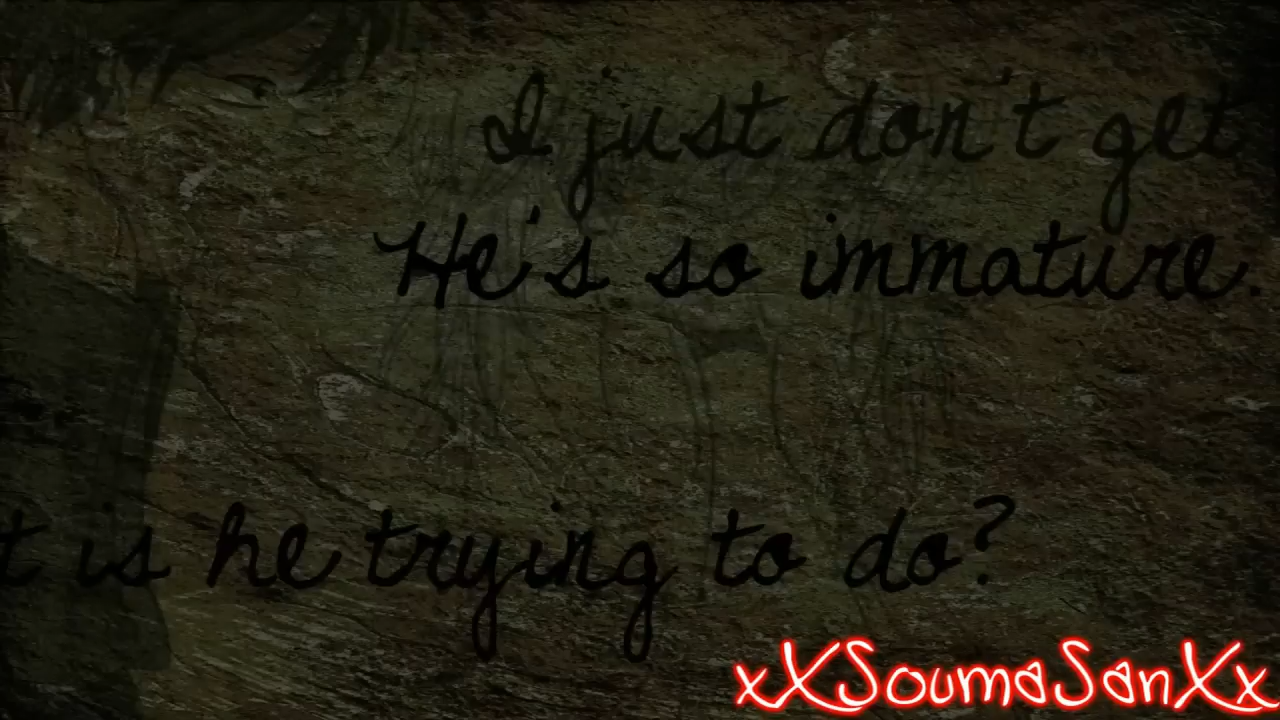 I just don't get
He's so immature.
t is he trying to do?
xXSoumaSanXx